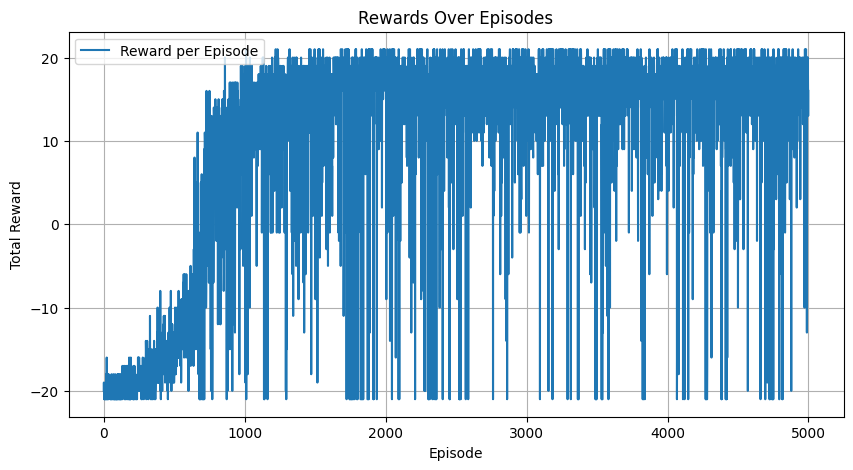 Rewards Over Episodes
Reward per Episode
20
10
0
−10
−20
Total Reward
0 1000 2000 3000 4000 5000
Episode